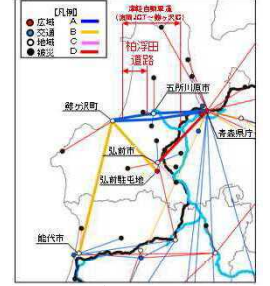 [凡例]
広域 A
交通 B
地域 C
被災 D
津軽自動車道
(浪岡JCT～鰺ヶ沢IC)
柏浮田
道路
五所川原市
鰺ヶ沢町
青森県庁
弘前市
弘前駐屯地
能代市